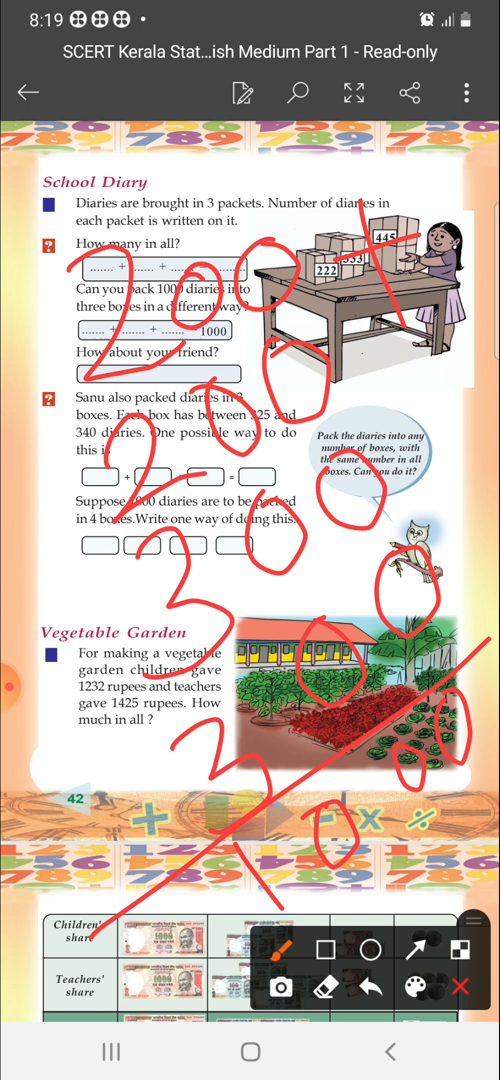 8:19
SCERT Kerala Stat...ish Medium Part 1 - Read-only
School Diary
Diaries are brought in 3 packets. Number of diaries in
each packet is written on it.
? How many in all?
....... + ....... + .......
Can you pack 1000 diaries into
three boxes in a different way?
....... + ....... + ....... 1000
How about your friend?
222
333
445
? Sanu also packed diaries in 3
boxes. Each box has between 325 and
340 diaries. One possible way to do
this is
+ =
Pack the diaries into any
number of boxes, with
the same number in all
boxes. Can you do it?
Suppose 2000 diaries are to be packed
in 4 boxes.Write one way of doing this.
Vegetable Garden
For making a vegetable
garden children gave
1232 rupees and teachers
gave 1425 rupees. How
much in all ?
42
+ - x ÷
Children's
share
Teachers'
share
200
200
300
300
1000